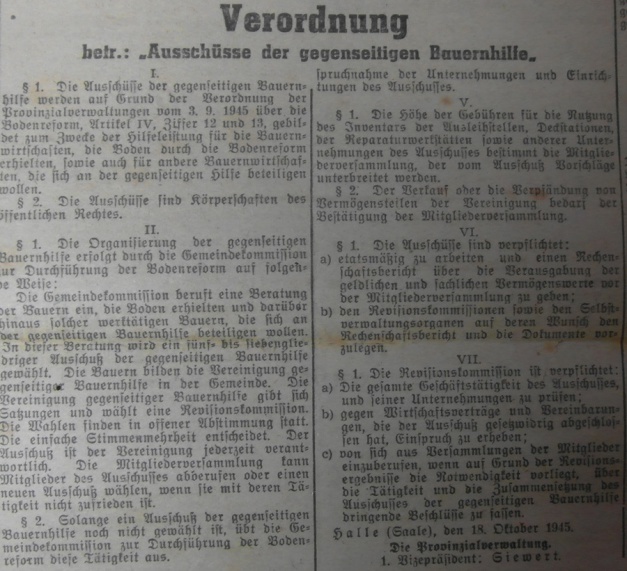 Verordnung
betr.: „Ausschüsse der gegenseitigen Bauernhilfe„
I.
§ 1. Die Ausschüsse der gegenseitigen Bauern-
hilfe werden auf Grund der Verordnung der
Provinzialverwaltungen vom 3. 9. 1945 über die
Bodenreform, Artikel IV, Ziffer 12 und 13, gebil-
det zum Zwecke der Hilfeleistung für die Bauern-
wirtschaften, die Boden durch die Bodenreform
erhielten, sowie auch für andere Bauernwirtschaf-
ten, die sich an der gegenseitigen Hilfe beteiligen
wollen.
§ 2. Die Ausschüsse sind Körperschaften des
öffentlichen Rechtes.
II.
§ 1. Die Organisierung der gegenseitigen
Bauernhilfe erfolgt durch die Gemeindekommission
zur Durchführung der Bodenreform auf folgen-
de Weise:
Die Gemeindekommission beruft eine Beratung
der Bauern ein, die Boden erhielten und darüber
hinaus solcher werktätigen Bauern, die sich an
der gegenseitigen Bauernhilfe beteiligen wollen.
In dieser Beratung wird ein fünf- bis siebenglie-
driger Ausschuß der gegenseitigen Bauernhilfe
gewählt. Die Bauern bilden die Vereinigung ge-
genseitiger Bauernhilfe in der Gemeinde. Die
Vereinigung gegenseitiger Bauernhilfe gibt sich
Satzungen und wählt eine Revisionskommission.
Die Wahlen finden in offener Abstimmung statt.
Die einfache Stimmenmehrheit entscheidet. Der
Ausschuß ist der Vereinigung jederzeit verant-
wortlich. Die Mitgliederversammlung kann
Mitglieder des Ausschusses abberufen oder einen
neuen Ausschuß wählen, wenn sie mit deren Tä-
tigkeit nicht zufrieden ist.
§ 2. Solange ein Ausschuß der gegenseitigen
Bauernhilfe noch nicht gewählt ist, übt die Ge-
meindekommission zur Durchführung der Boden-
reform diese Tätigkeit aus.
spruchnahme der Unternehmungen und Einrich-
tungen des Ausschusses.
V.
§ 1. Die Höhe der Gebühren für die Nutzung
des Inventars der Ausleihstellen, Deckstationen,
der Reparaturwerkstätten sowie anderer Unter-
nehmungen des Ausschusses bestimmt die Mitglie-
derversammlung, der vom Ausschuß Vorschläge
unterbreitet werden.
§ 2. Der Verkauf oder die Verpfändung von
Vermögensteilen der Vereinigung bedarf der
Bestätigung der Mitgliederversammlung.
VI.
§ 1. Die Ausschüsse sind verpflichtet:
a) etatsmäßig zu arbeiten und einen Rechen-
schaftsbericht über die Verausgabung der
geldlichen und sachlichen Vermögenswerte vor
der Mitgliederversammlung zu geben;
b) den Revisionskommissionen sowie den Selbst-
verwaltungsorganen auf deren Wunsch den
Rechenschaftsbericht und die Dokumente vor-
zulegen.
VII.
§ 1. Die Revisionskommission ist verpflichtet:
a) Die gesamte Geschäftstätigkeit des Ausschusses,
und seiner Unternehmungen zu prüfen;
b) gegen Wirtschaftsverträge und Vereinbarun-
gen, die der Ausschuß gesetzwidrig abgeschlos-
sen hat, Einspruch zu erheben;
c) von sich aus Versammlungen der Mitglieder
einzuberufen, wenn auf Grund der Revisions-
ergebnisse die Notwendigkeit vorliegt, über
die Tätigkeit und die Zusammensetzung des
Ausschusses der gegenseitigen Bauernhilfe
dringende Beschlüsse zu fassen.
Halle (Saale), den 18. Oktober 1945.
Die Provinzialverwaltung.
1. Vizepräsident: Siewert.